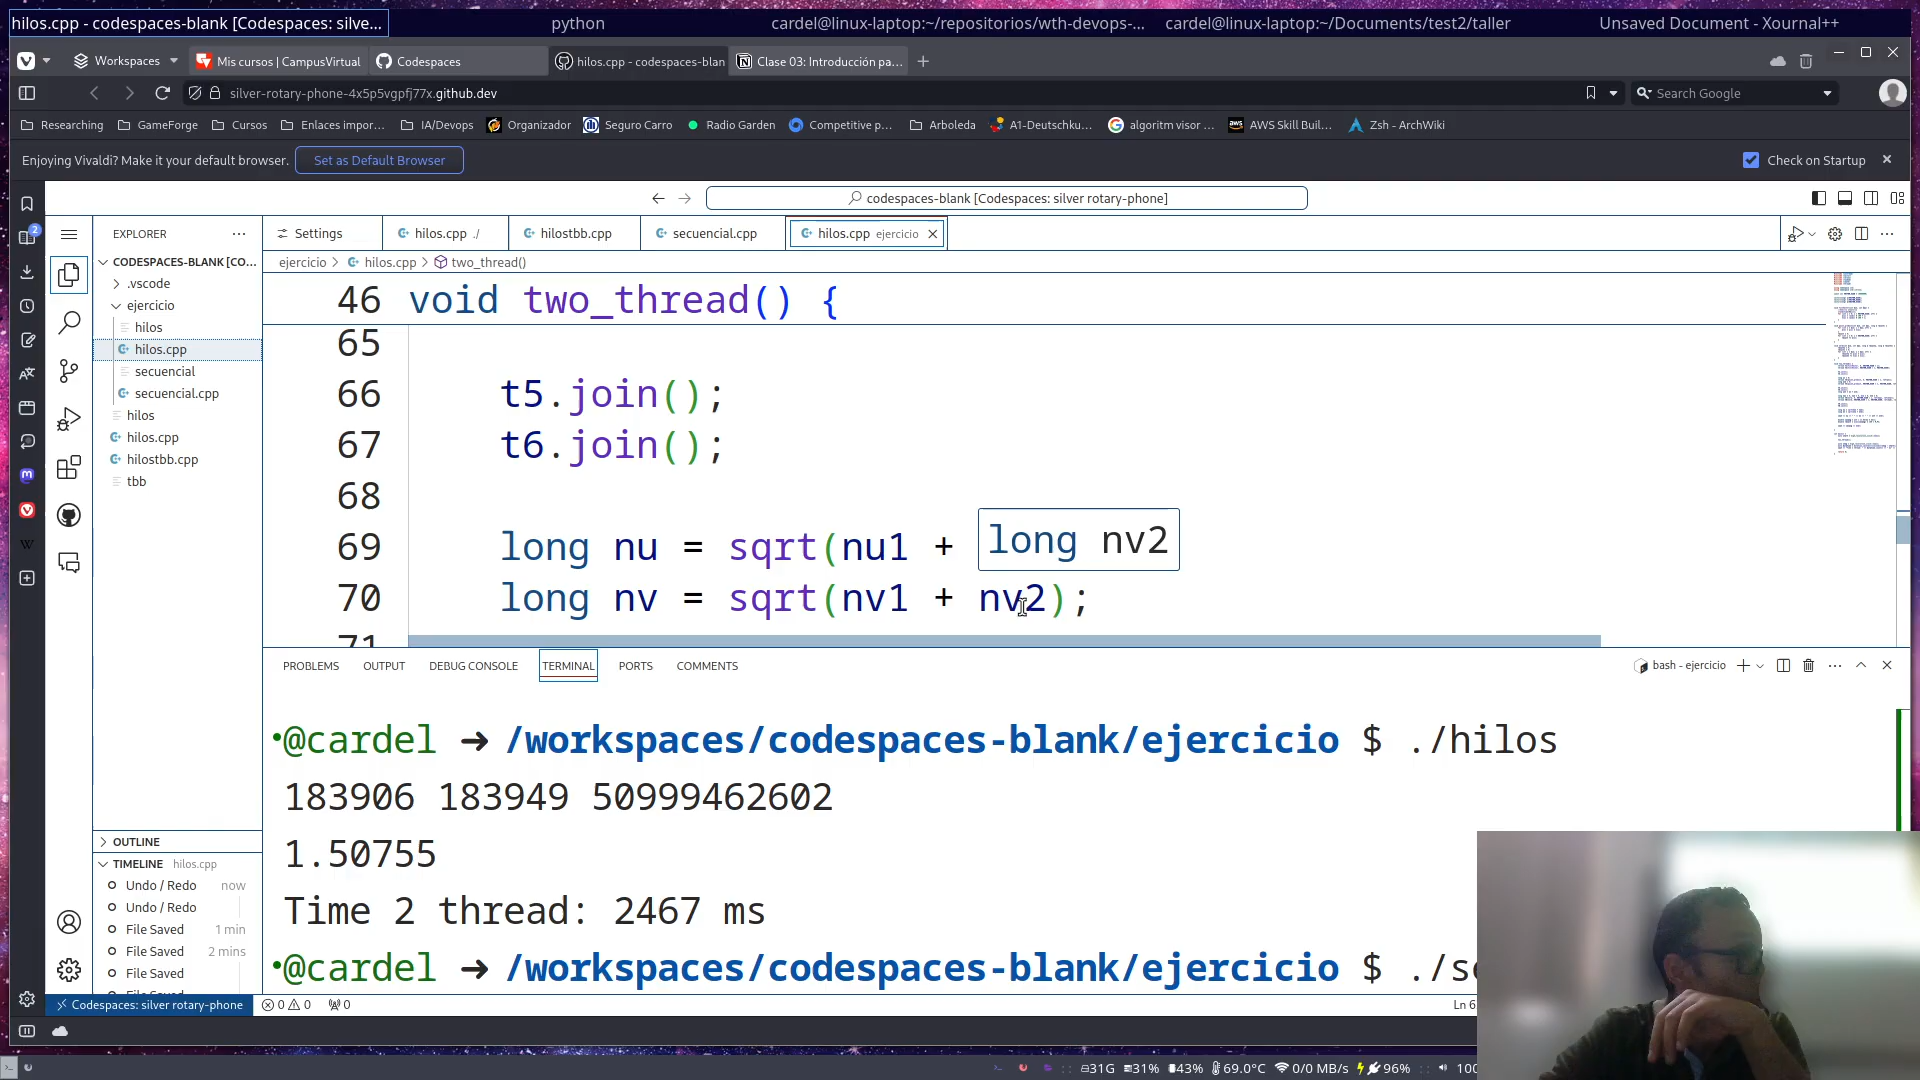 hilos.cpp - codespaces-blank [Codespaces: silve...
python
cardel@linux-laptop:~/repositorios/wth-devops-...
cardel@linux-laptop:~/Documents/test2/taller
Unsaved Document - Xournal++
Workspaces
Mis cursos | CampusVirtual
Codespaces
hilos.cpp - codespaces-blan
Clase 03: Introducción pa...
silver-rotary-phone-4x5p5vgpfj77x.github.dev
Search Google
Researching
GameForge
Cursos
Enlaces impor...
IA/Devops
Organizador
Seguro Carro
Radio Garden
Competitive p...
Arboleda
A1-Deutschku...
algoritm visor ...
AWS Skill Buil...
Zsh - ArchWiki
Enjoying Vivaldi? Make it your default browser.
Set as Default Browser
Check on Startup
codespaces-blank [Codespaces: silver rotary-phone]
EXPLORER
Settings
hilos.cpp ./
hilostbb.cpp
secuencial.cpp
hilos.cpp ejercicio
CODESPACES-BLANK [CO...
.vscode
ejercicio
hilos
hilos.cpp
secuencial
secuencial.cpp
hilos
hilos.cpp
hilostbb.cpp
tbb
ejercicio > hilos.cpp > two_thread()
46 void two_thread() {
65
66 t5.join();
67 t6.join();
68
69 long nu = sqrt(nu1 +
long nv2
70 long nv = sqrt(nv1 + nv2);
71
PROBLEMS
OUTPUT
DEBUG CONSOLE
TERMINAL
PORTS
COMMENTS
bash - ejercicio
@cardel ➜ /workspaces/codespaces-blank/ejercicio $ ./hilos
183906 183949 50999462602
1.50755
Time 2 thread: 2467 ms
@cardel ➜ /workspaces/codespaces-blank/ejercicio $ ./se
OUTLINE
TIMELINE hilos.cpp
Undo / Redo now
Undo / Redo
File Saved 1 min
File Saved 2 mins
File Saved
Codespaces: silver rotary-phone
0 0
0
Ln 6
31G
31%
43%
69.0°C
0/0 MB/s
96%
100